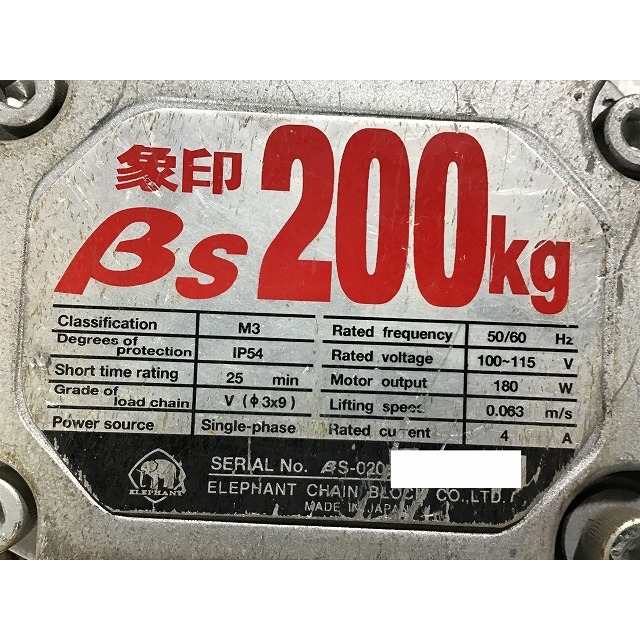 象印 200kg
βs
Classification M3
Degrees of protection IP54
Short time rating 25 min
Grade of load chain V (ϕ3x9)
Power source Single-phase
Rated frequency 50/60 Hz
Rated voltage 100~115 V
Motor output 180 W
Lifting speed 0.063 m/s
Rated current 4 A
ELEPHANT
SERIAL No. βS-020
ELEPHANT CHAIN BLOCK CO.,LTD.
MADE IN JAPAN